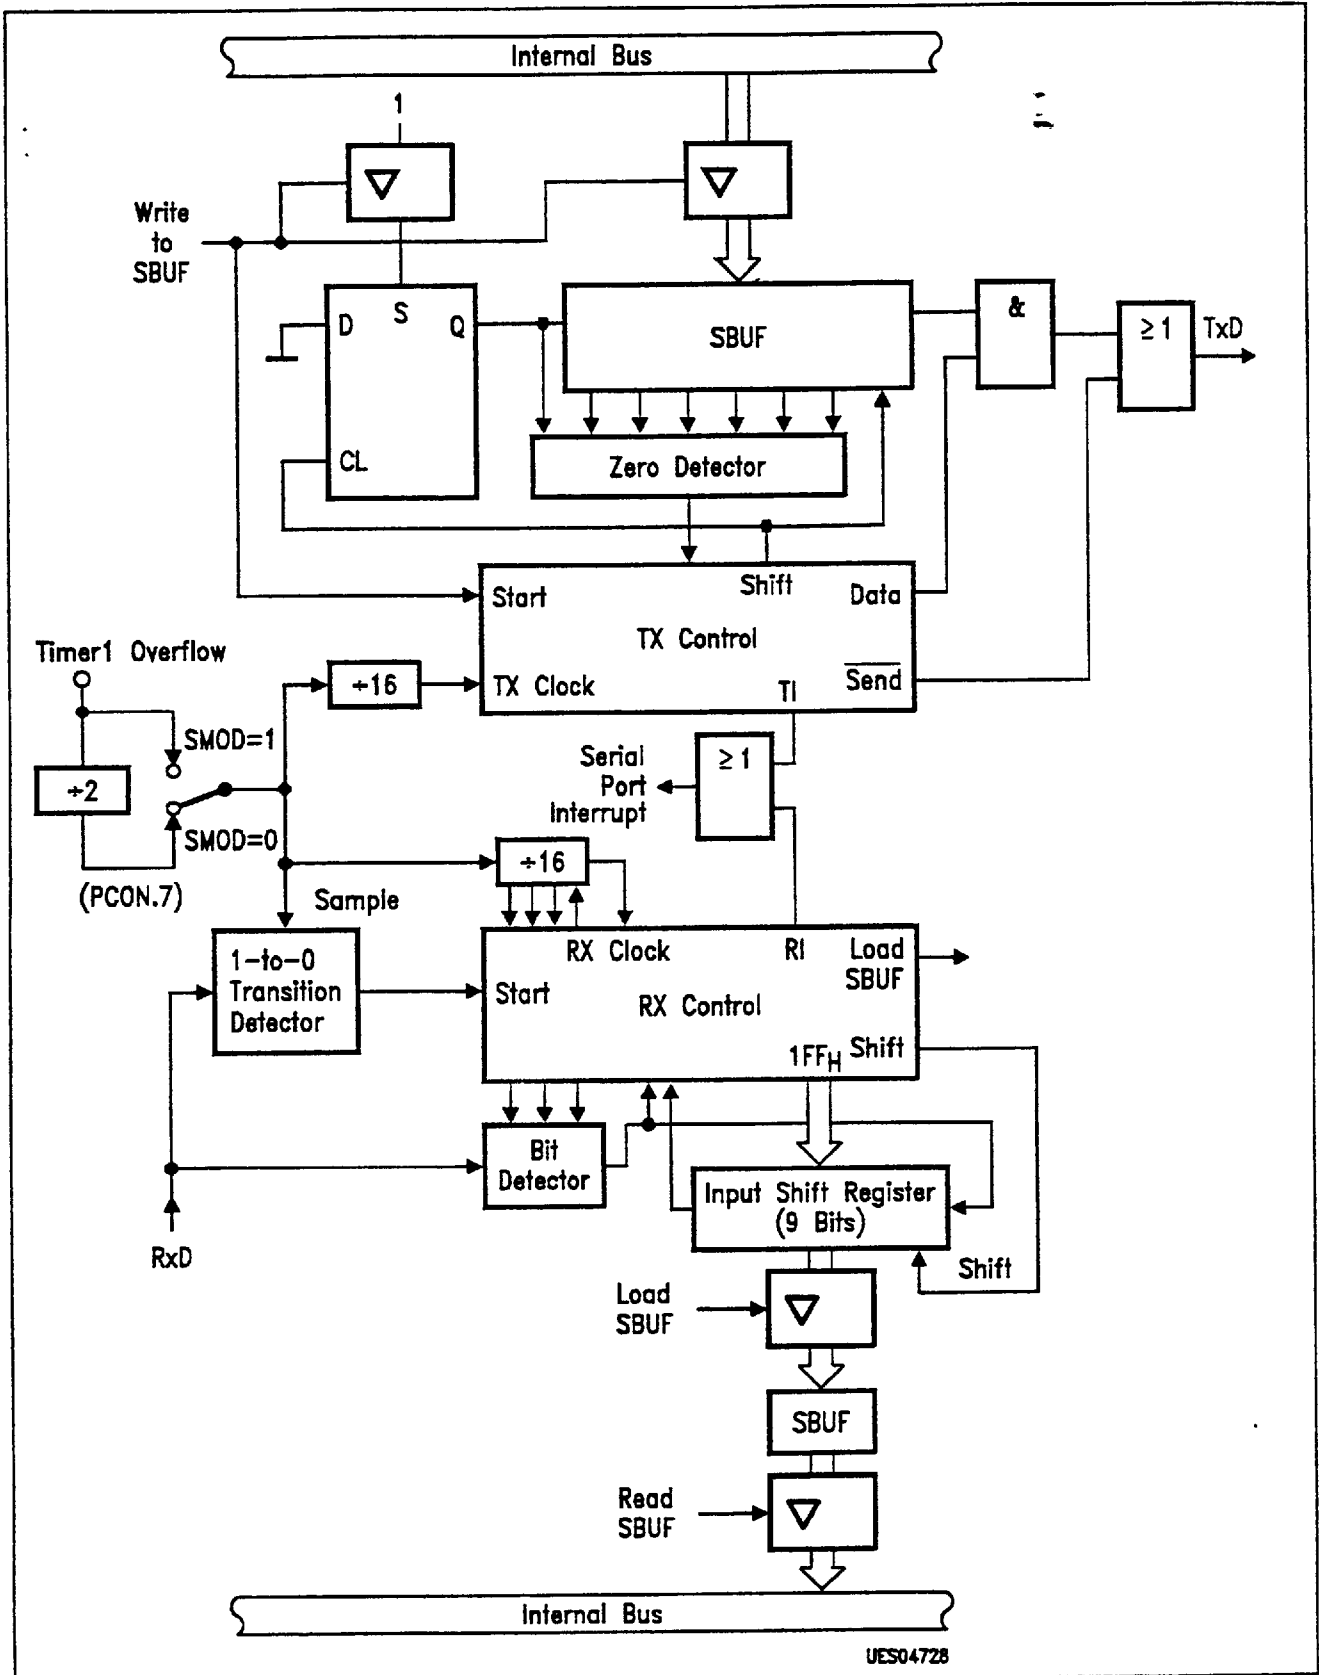 Internal Bus
1
Write
to
SBUF
D
S
Q
CL
SBUF
&
≥1
TxD
Zero Detector
Start
Shift
Data
TX Control
TX Clock
TI
Send
Timer1 Overflow
÷16
SMOD=1
÷2
SMOD=0
(PCON.7)
Serial
Port
Interrupt
≥1
÷16
Sample
1-to-0
Transition
Detector
RX Clock
RI
Load
SBUF
Start
RX Control
1FFH
Shift
Bit
Detector
Input Shift Register
(9 Bits)
RxD
Shift
Load
SBUF
SBUF
Read
SBUF
Internal Bus
UES04728